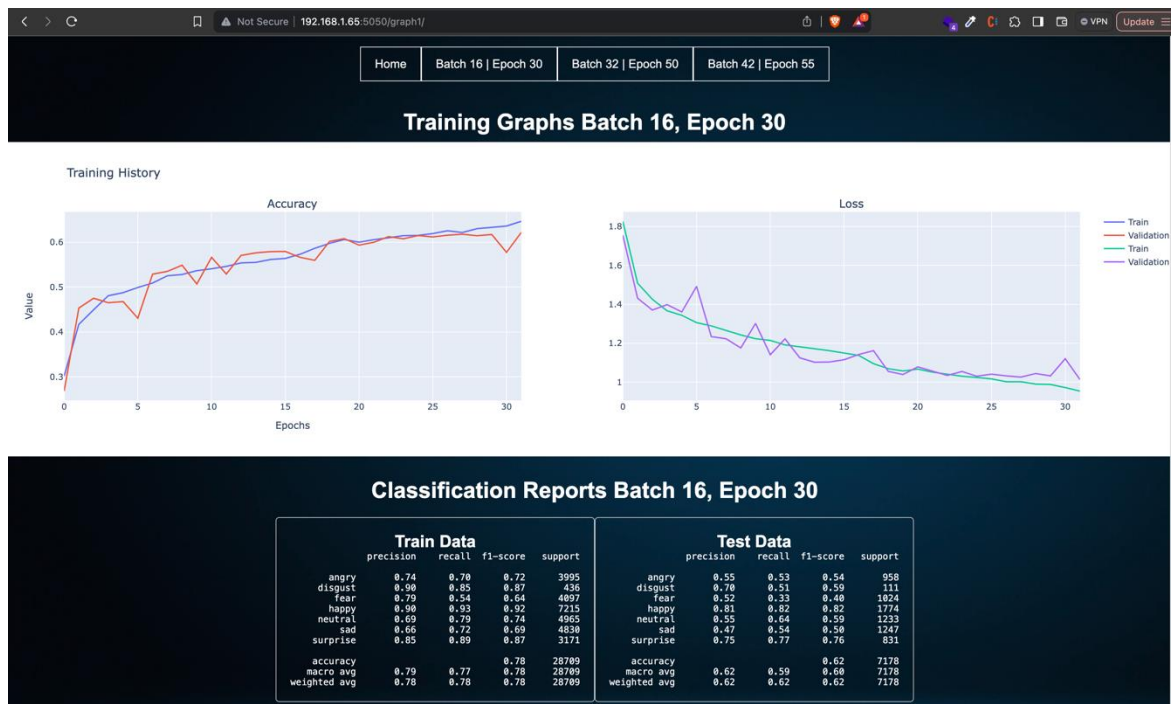 Not Secure | 192.168.1.65:5050/graph1/
4
1
VPN
Update
Home
Batch 16 | Epoch 30
Batch 32 | Epoch 50
Batch 42 | Epoch 55
Training Graphs Batch 16, Epoch 30
Training History
Accuracy
Value
0.6
0.5
0.4
0.3
0 5 10 15 20 25 30
Epochs
Loss
1.8
1.6
1.4
1.2
1
0 5 10 15 20 25 30
Train
Validation
Train
Validation
Classification Reports Batch 16, Epoch 30
Train Data
precision recall f1-score support
angry 0.74 0.70 0.72 3995
disgust 0.90 0.85 0.87 436
fear 0.79 0.54 0.64 4097
happy 0.90 0.93 0.92 7215
neutral 0.69 0.79 0.74 4965
sad 0.66 0.72 0.69 4830
surprise 0.85 0.89 0.87 3171
accuracy 0.78 28709
macro avg 0.79 0.77 0.78 28709
weighted avg 0.78 0.78 0.78 28709
Test Data
precision recall f1-score support
angry 0.55 0.53 0.54 958
disgust 0.70 0.51 0.59 111
fear 0.52 0.33 0.40 1024
happy 0.81 0.82 0.82 1774
neutral 0.55 0.64 0.59 1233
sad 0.47 0.54 0.50 1247
surprise 0.75 0.77 0.76 831
accuracy 0.62 7178
macro avg 0.62 0.59 0.60 7178
weighted avg 0.62 0.62 0.62 7178